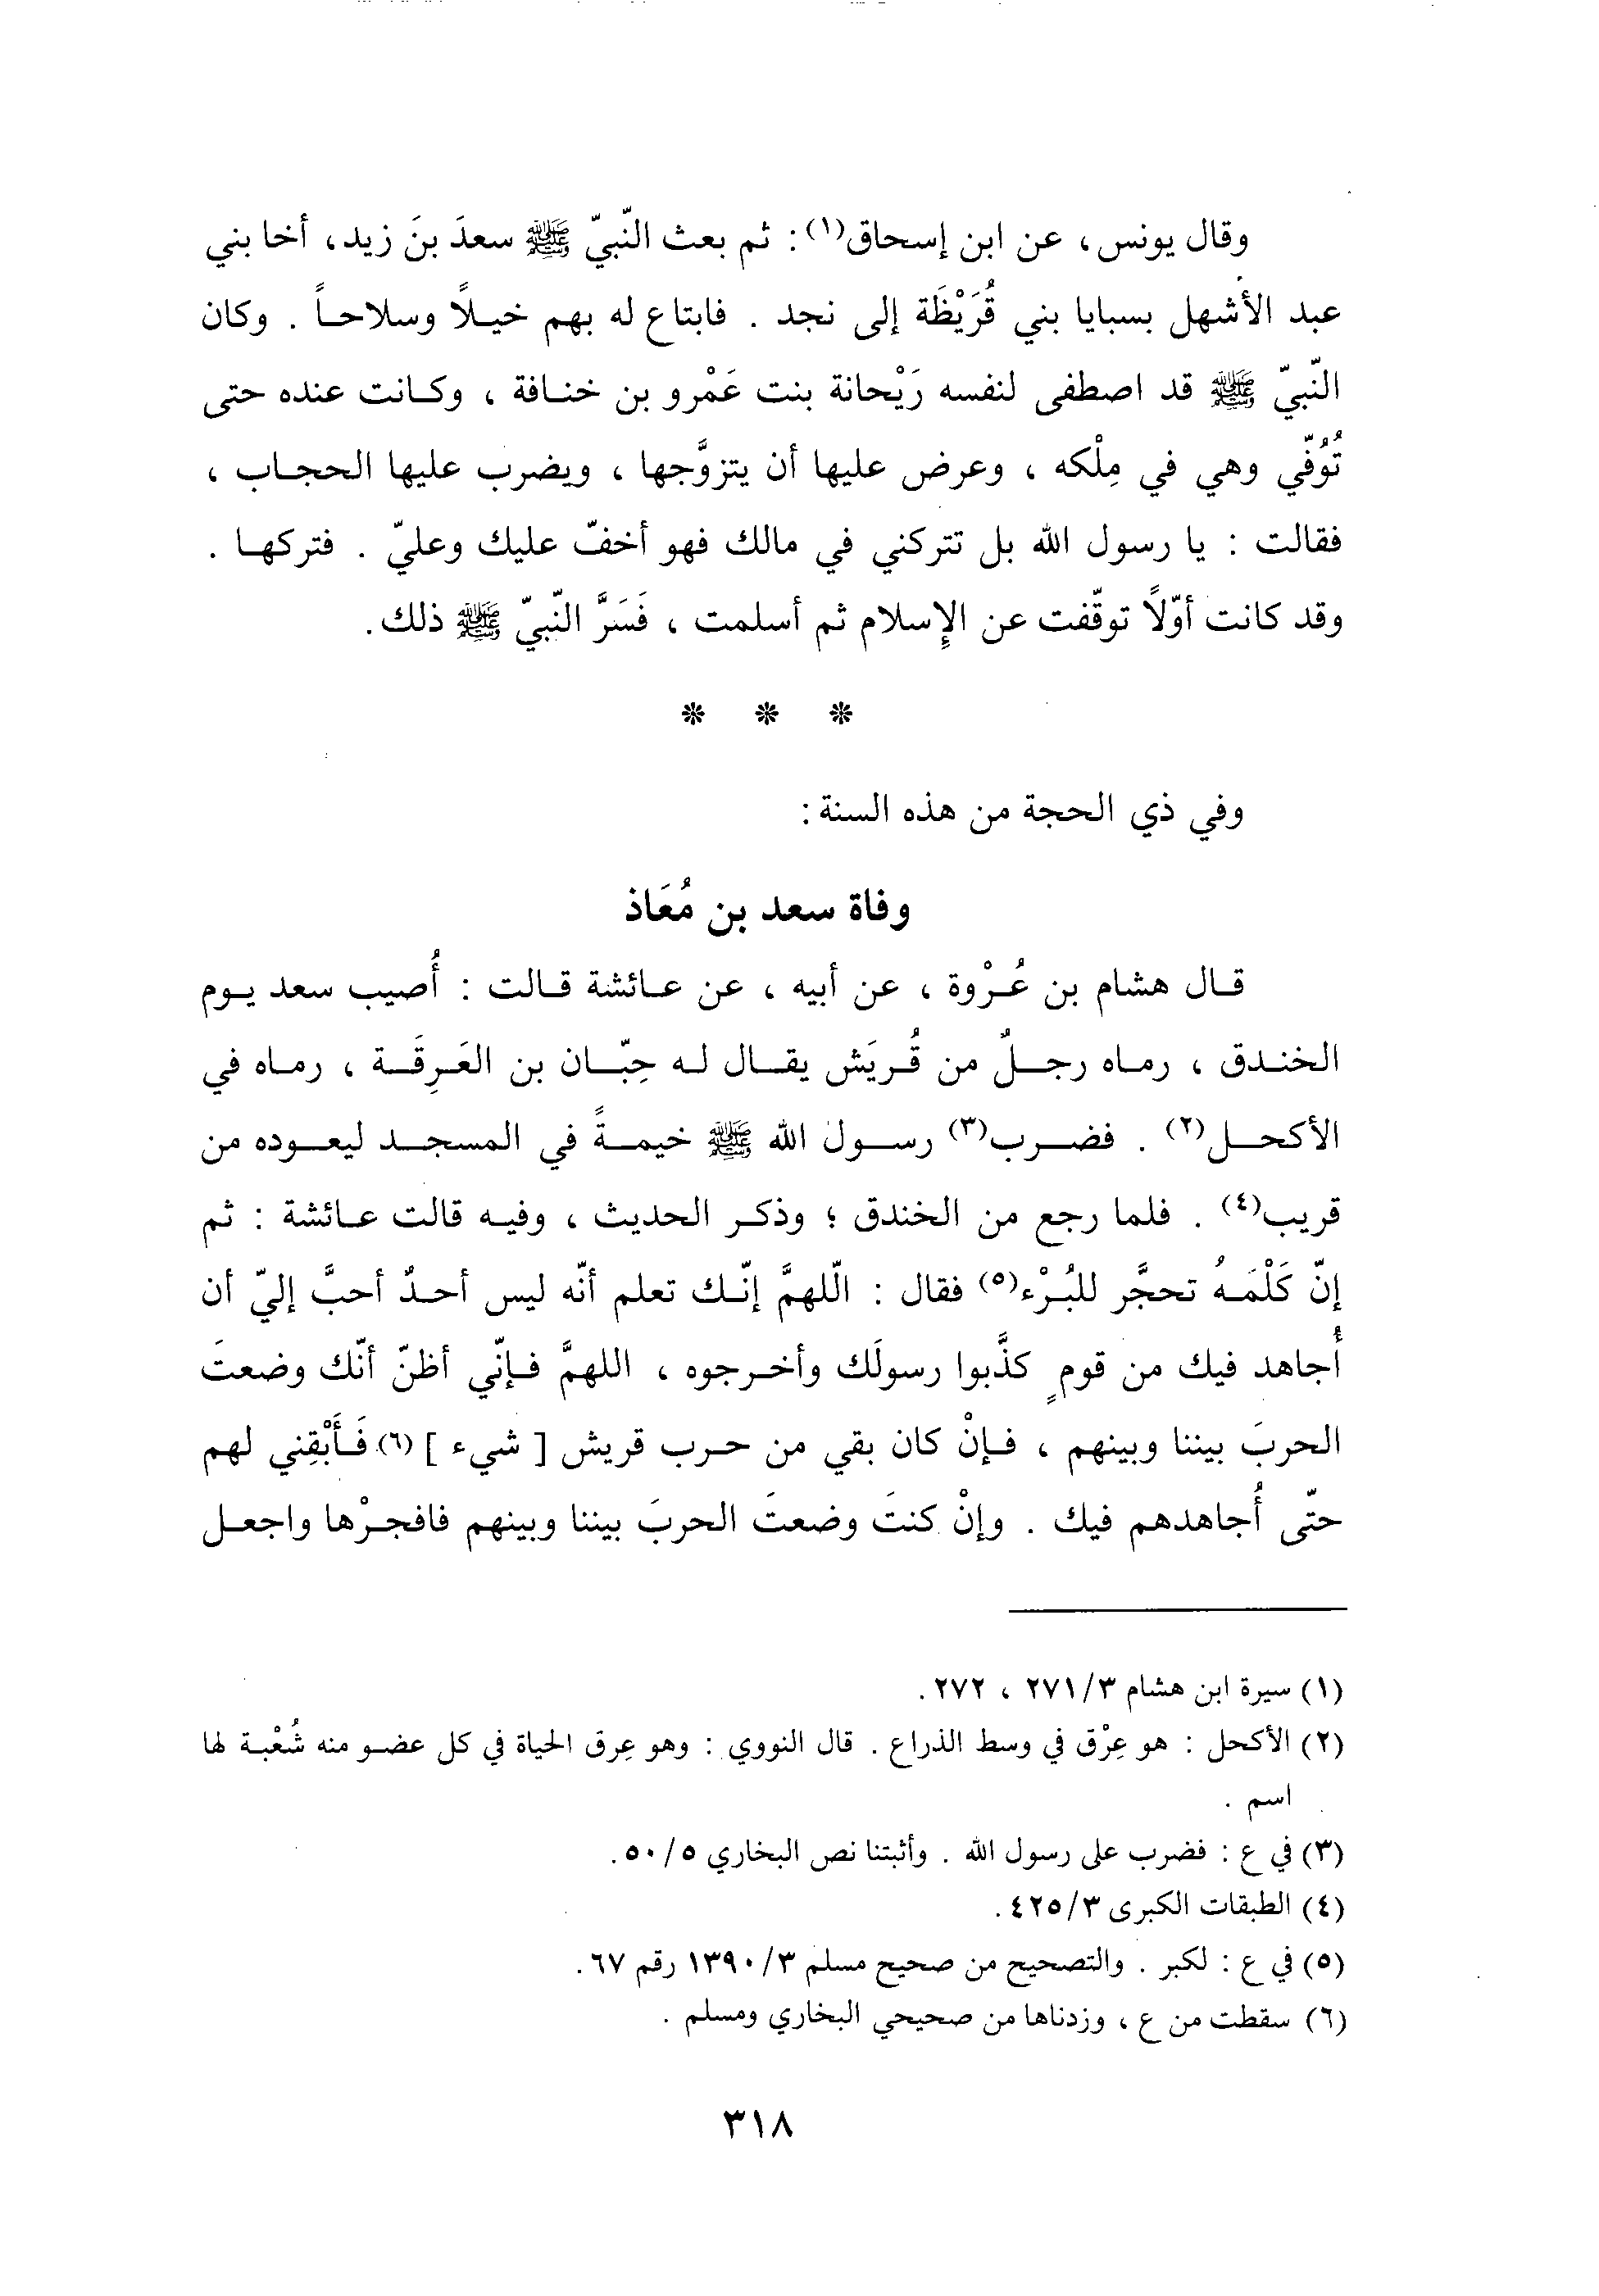 وقال يونس، عن ابن إسحاق(١): ثم بعث النّبيّ ﷺ سعدَ بنَ زيد، أخا بني
عبد الأشهل بسبايا بني قُرَيْظَة إلى نجد . فابتاع له بهم خيلًا وسلاحاً . وكان
النّبيّ ﷺ قد اصطفى لنفسه رَيْحانة بنت عَمْرو بن خنافة ، وكانت عنده حتى
تُوُفّي وهي في مِلْكه ، وعرض عليها أن يتزوَّجها ، ويضرب عليها الحجاب ،
فقالت : يا رسول الله بل تتركني في مالك فهو أخفّ عليك وعليّ . فتركها .
وقد كانت أوّلًا توقّفت عن الإِسلام ثم أسلمت ، فَسَرَّ النّبيّ ﷺ ذلك.
* * *
وفي ذي الحجة من هذه السنة:
وفاة سعد بن مُعَاذ
قال هشام بن عُرْوة ، عن أبيه ، عن عائشة قالت : أُصيب سعد يوم
الخندق ، رماه رجلٌ من قُريَش يقال له حِبّان بن العَرِقَة ، رماه في
الأكحل(٢) . فضرب(٣) رسول الله ﷺ خيمةً في المسجد ليعوده من
قريب(٤) . فلما رجع من الخندق ؛ وذكر الحديث ، وفيه قالت عائشة : ثم
إنّ كَلْمَهُ تحجَّر للبُرْء(٥) فقال : الّلهمَّ إنّك تعلم أنّه ليس أحدٌ أحبَّ إليّ أن
أُجاهد فيك من قومٍ كذَّبوا رسولَك وأخرجوه ، اللهمَّ فإنّي أظنّ أنّك وضعتَ
الحربَ بيننا وبينهم ، فإنْ كان بقي من حرب قريش [ شيء ](٦) فَأَبْقِني لهم
حتّى أُجاهدهم فيك . وإنْ كنتَ وضعتَ الحربَ بيننا وبينهم فافجرْها واجعل
(١) سيرة ابن هشام ٣/٢٧١ ، ٢٧٢.
(٢) الأكحل : هو عِرْق في وسط الذراع . قال النووي : وهو عِرق الحياة في كل عضو منه شُعْبة لها
اسم .
(٣) في ع : فضرب على رسول الله . وأثبتنا نص البخاري ٥/٥٠.
(٤) الطبقات الكبرى ٣/٤٢٥.
(٥) في ع : لكبر . والتصحيح من صحيح مسلم ٣/١٣٩٠ رقم ٦٧.
(٦) سقطت من ع ، وزدناها من صحيحي البخاري ومسلم .
٣١٨